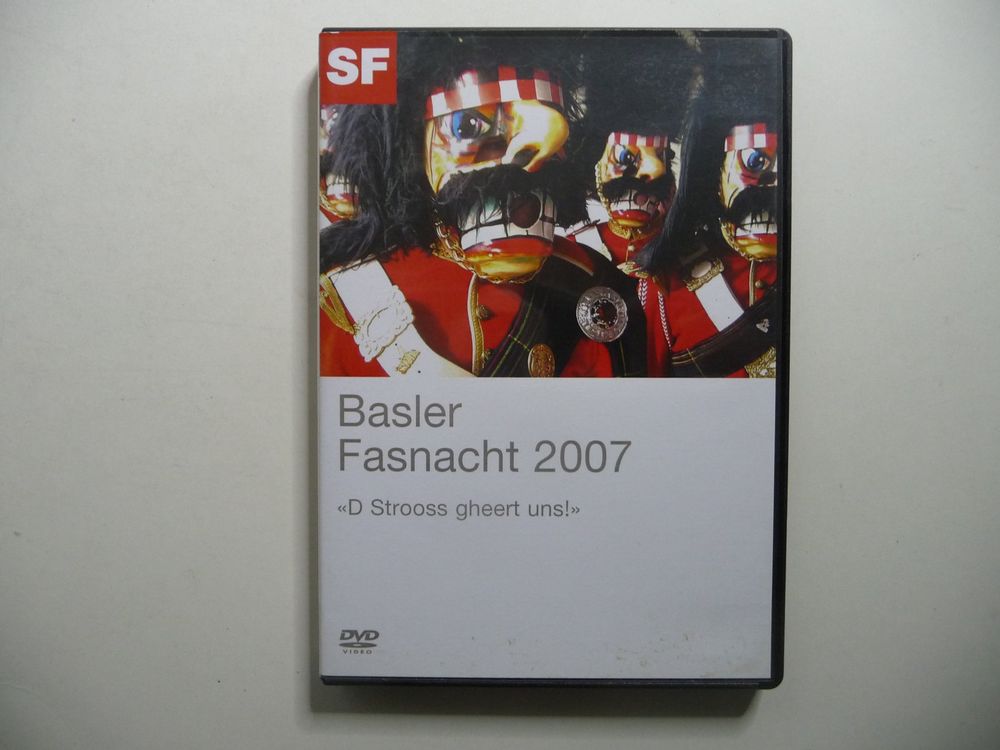 SF
Basler
Fasnacht 2007
«D Strooss gheert uns!»
DVD
VIDEO